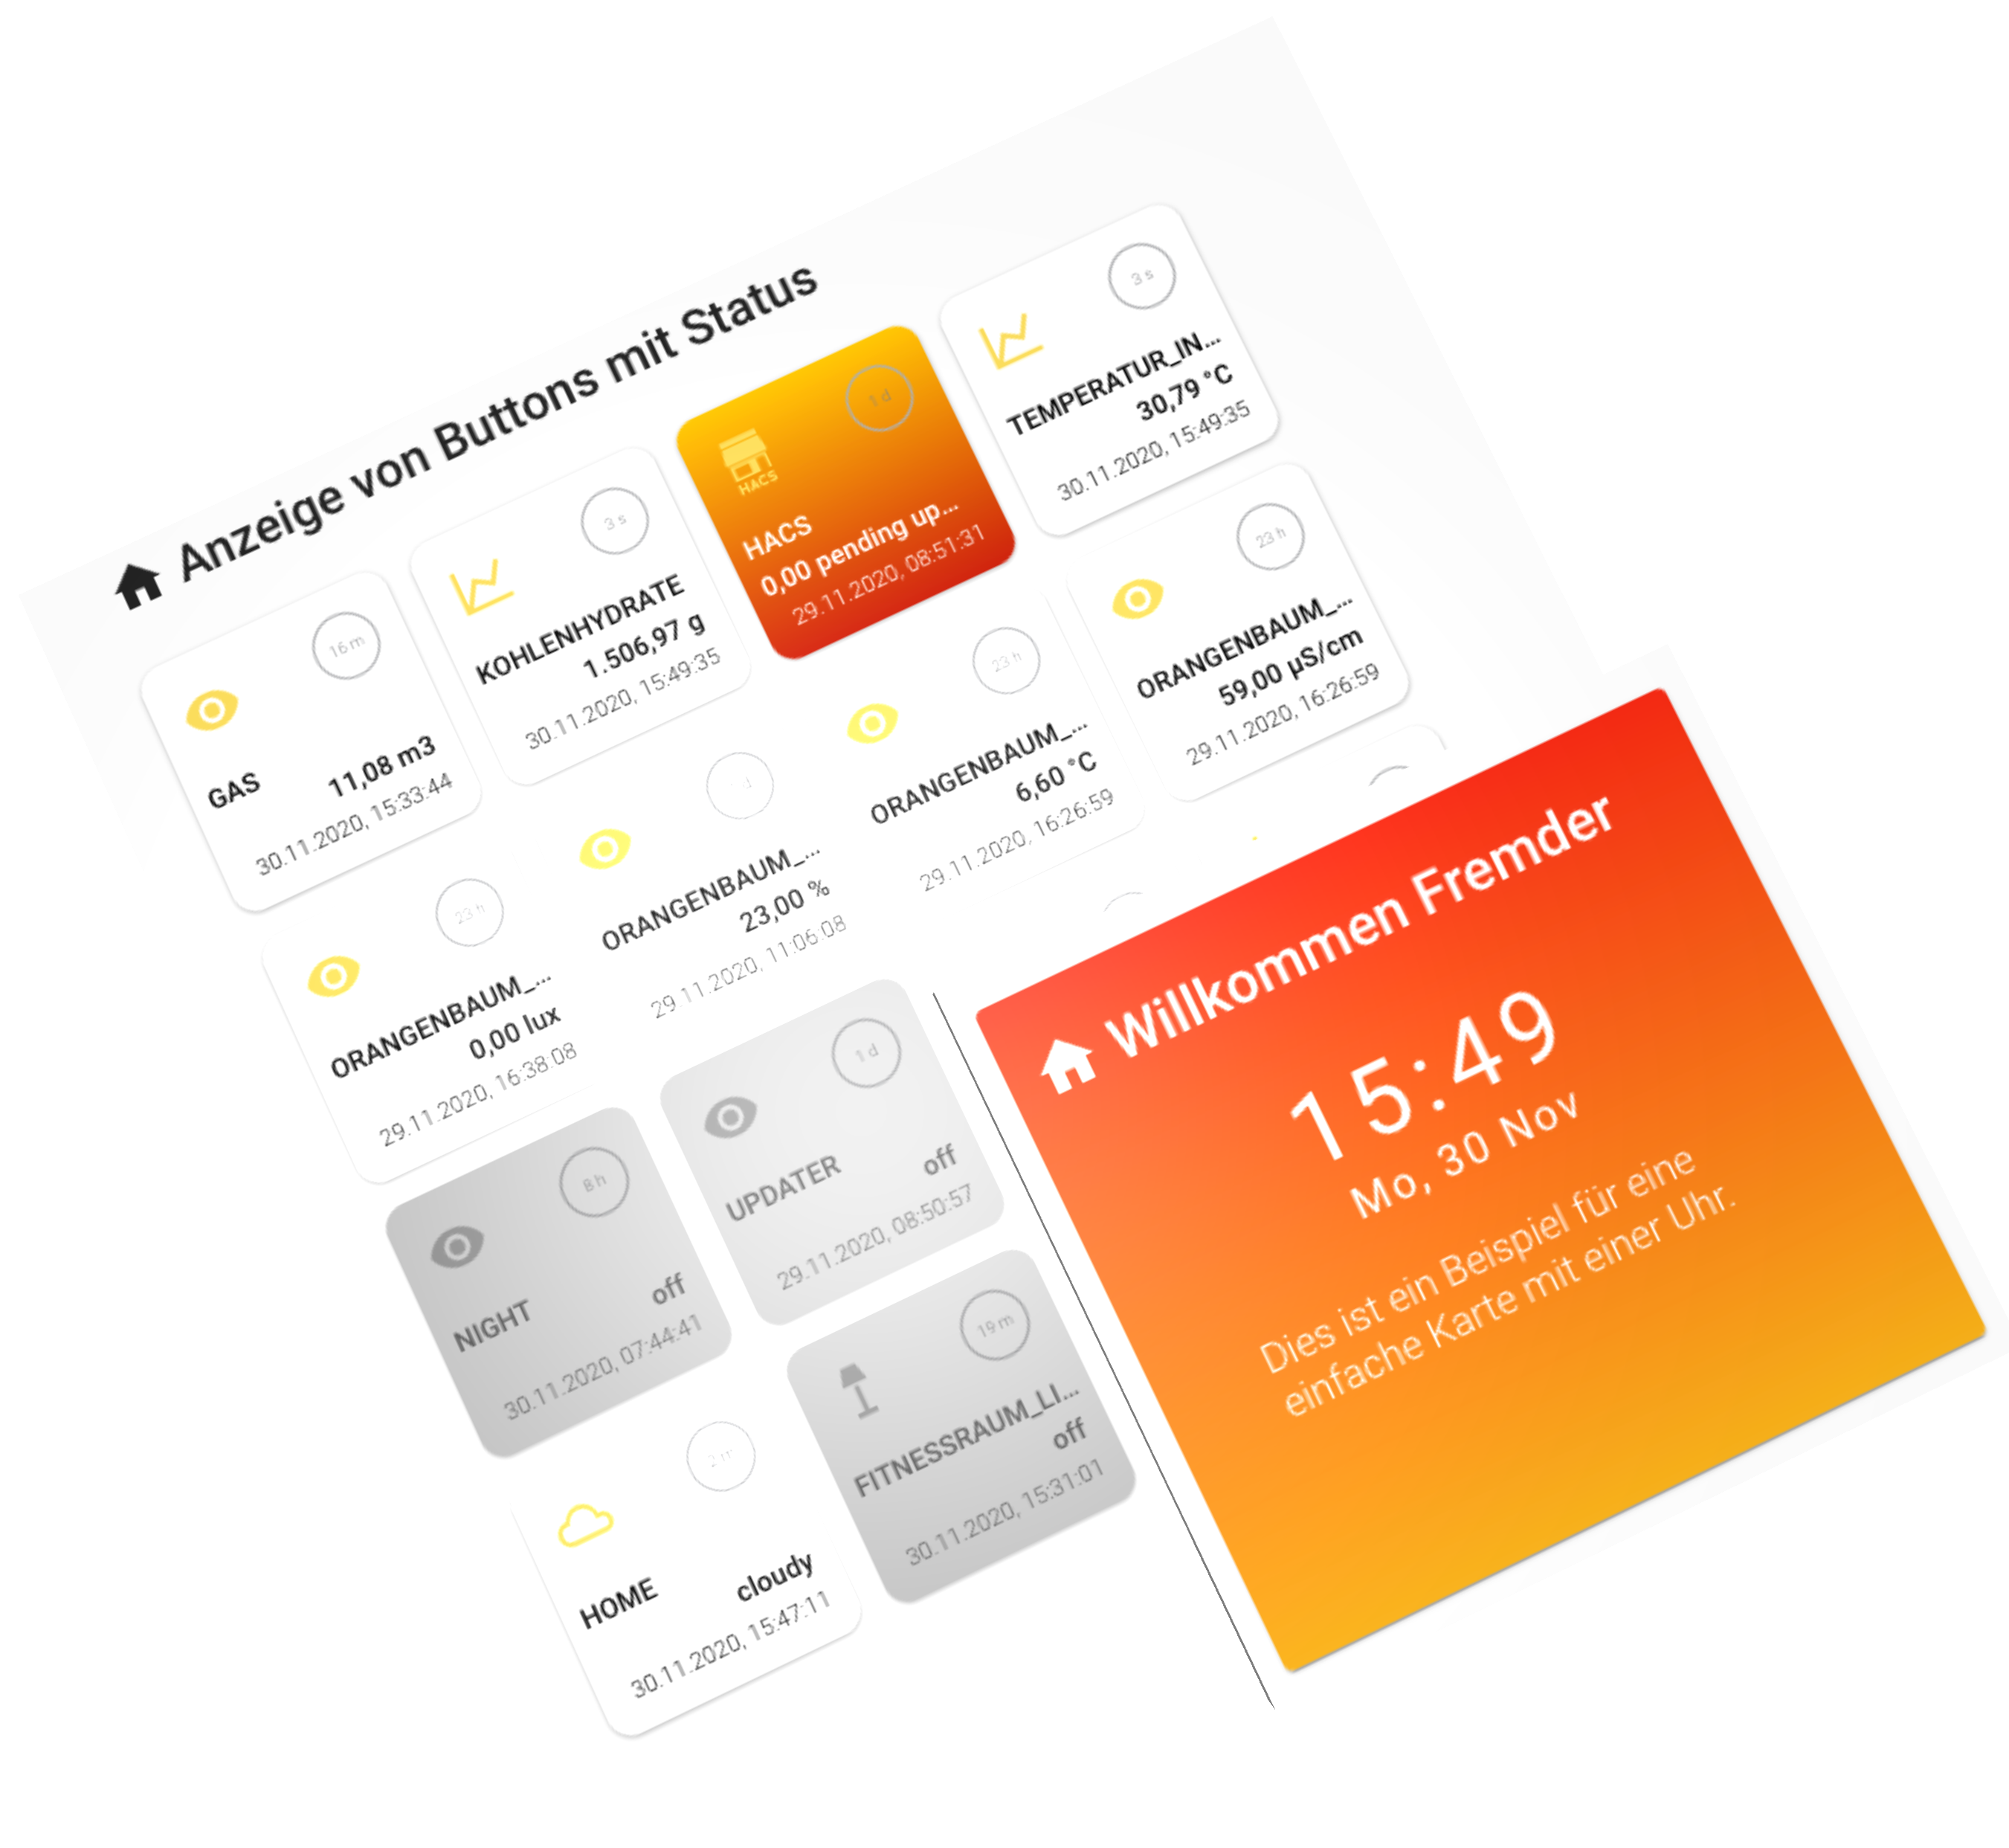 Anzeige von Buttons mit Status
16 m
GAS 11,08 m3
30.11.2020, 15:33:44
3 s
KOHLENHYDRATE
1.506,97 g
30.11.2020, 15:49:35
1 d
HACS
HACS
0,00 pending up...
29.11.2020, 08:51:31
3 s
TEMPERATUR_IN...
30,79 °C
30.11.2020, 15:49:35
23 h
ORANGENBAUM_...
0,00 lux
29.11.2020, 16:38:08
ORANGENBAUM_...
23,00 %
29.11.2020, 11:06:08
23 h
ORANGENBAUM_...
6,60 °C
29.11.2020, 16:26:59
23 h
ORANGENBAUM_...
59,00 µS/cm
29.11.2020, 16:26:59
8 h
NIGHT off
30.11.2020, 07:44:41
1 d
UPDATER off
29.11.2020, 08:50:57
2 m
HOME cloudy
30.11.2020, 15:47:11
19 m
FITNESSRAUM_LI...
off
30.11.2020, 15:31:01
Willkommen Fremder
15:49
Mo, 30 Nov
Dies ist ein Beispiel für eine
einfache Karte mit einer Uhr.